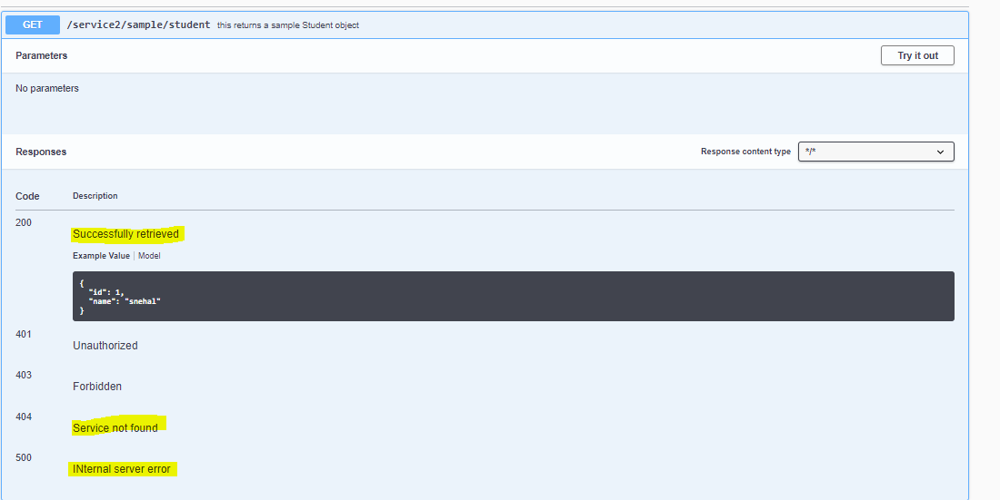 GET /service2/sample/student this returns a sample Student object
Parameters Try it out
No parameters
Responses Response content type */*
Code Description
200
Successfully retrieved
Example Value | Model
{
"id": 1,
"name": "snehal"
}
401
Unauthorized
403
Forbidden
404
Service not found
500
INternal server error